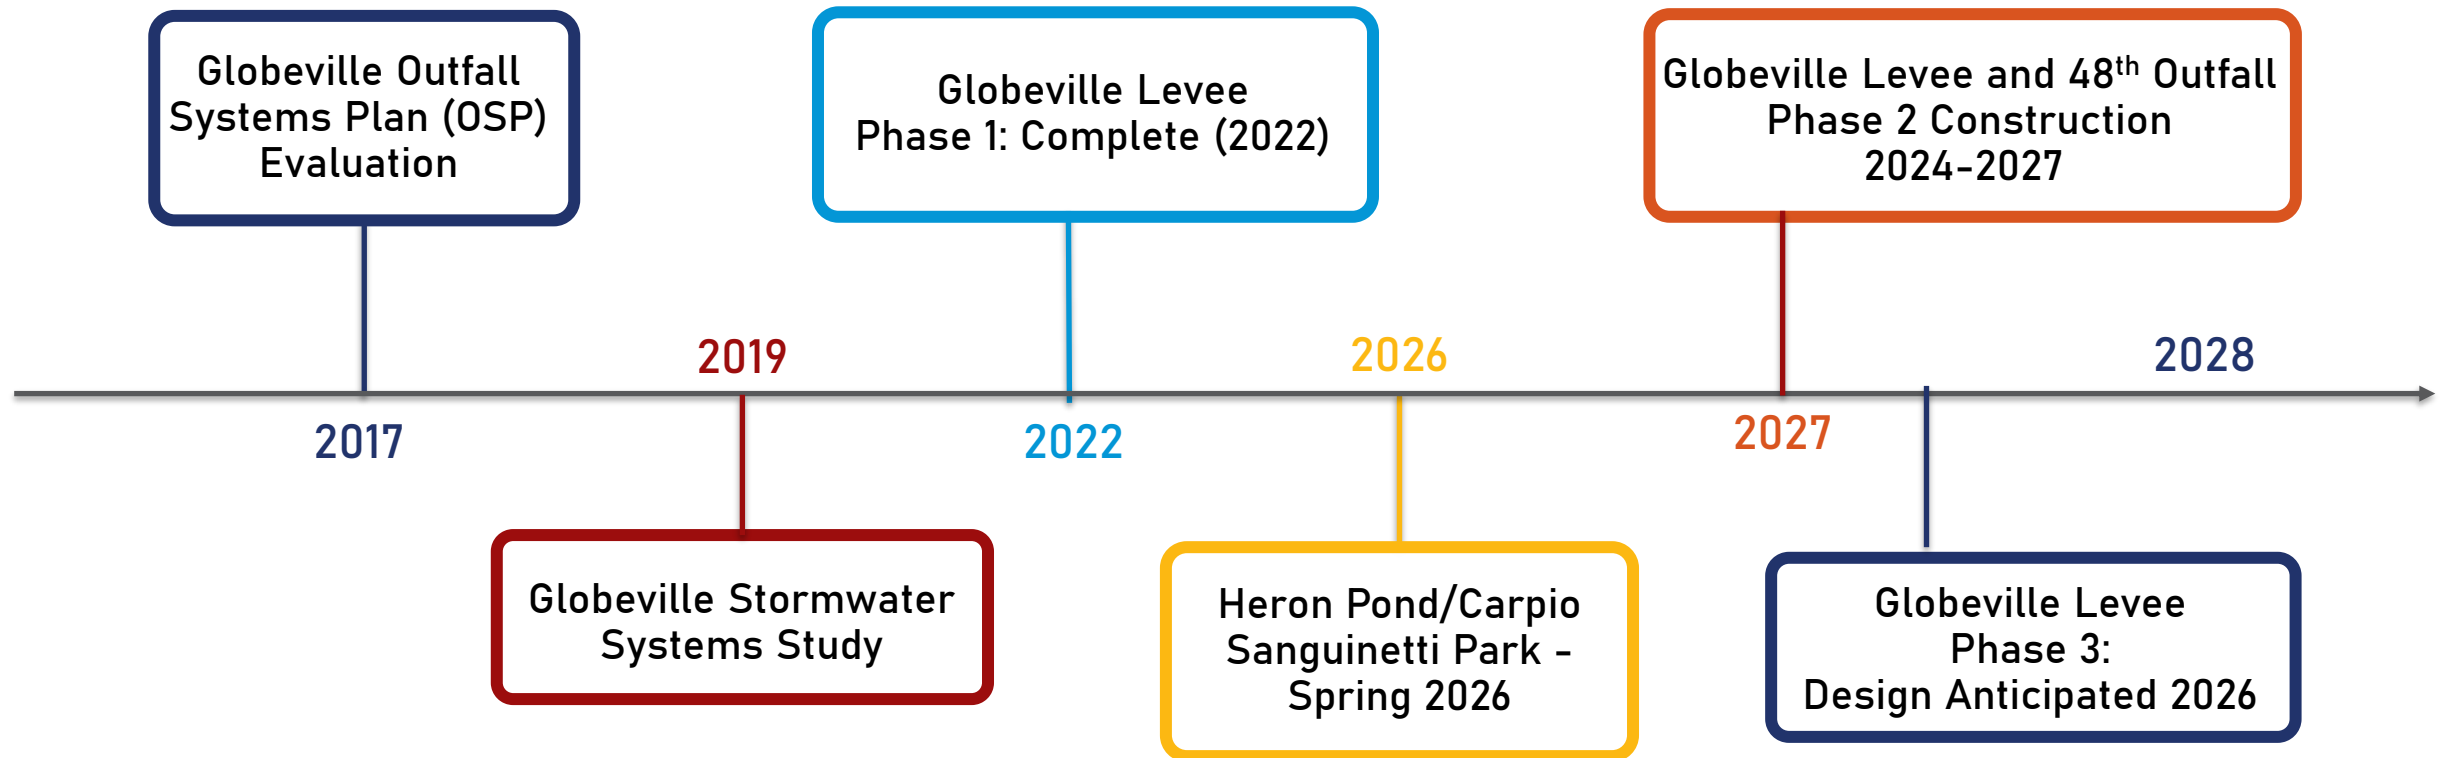 Globeville Outfall
Systems Plan (OSP)
Evaluation
Globeville Levee
Phase 1: Complete (2022)
Globeville Levee and 48th Outfall
Phase 2 Construction
2024-2027
2019
2026
2028
2017
2022
2027
Globeville Stormwater
Systems Study
Heron Pond/Carpio
Sanguinetti Park -
Spring 2026
Globeville Levee
Phase 3:
Design Anticipated 2026